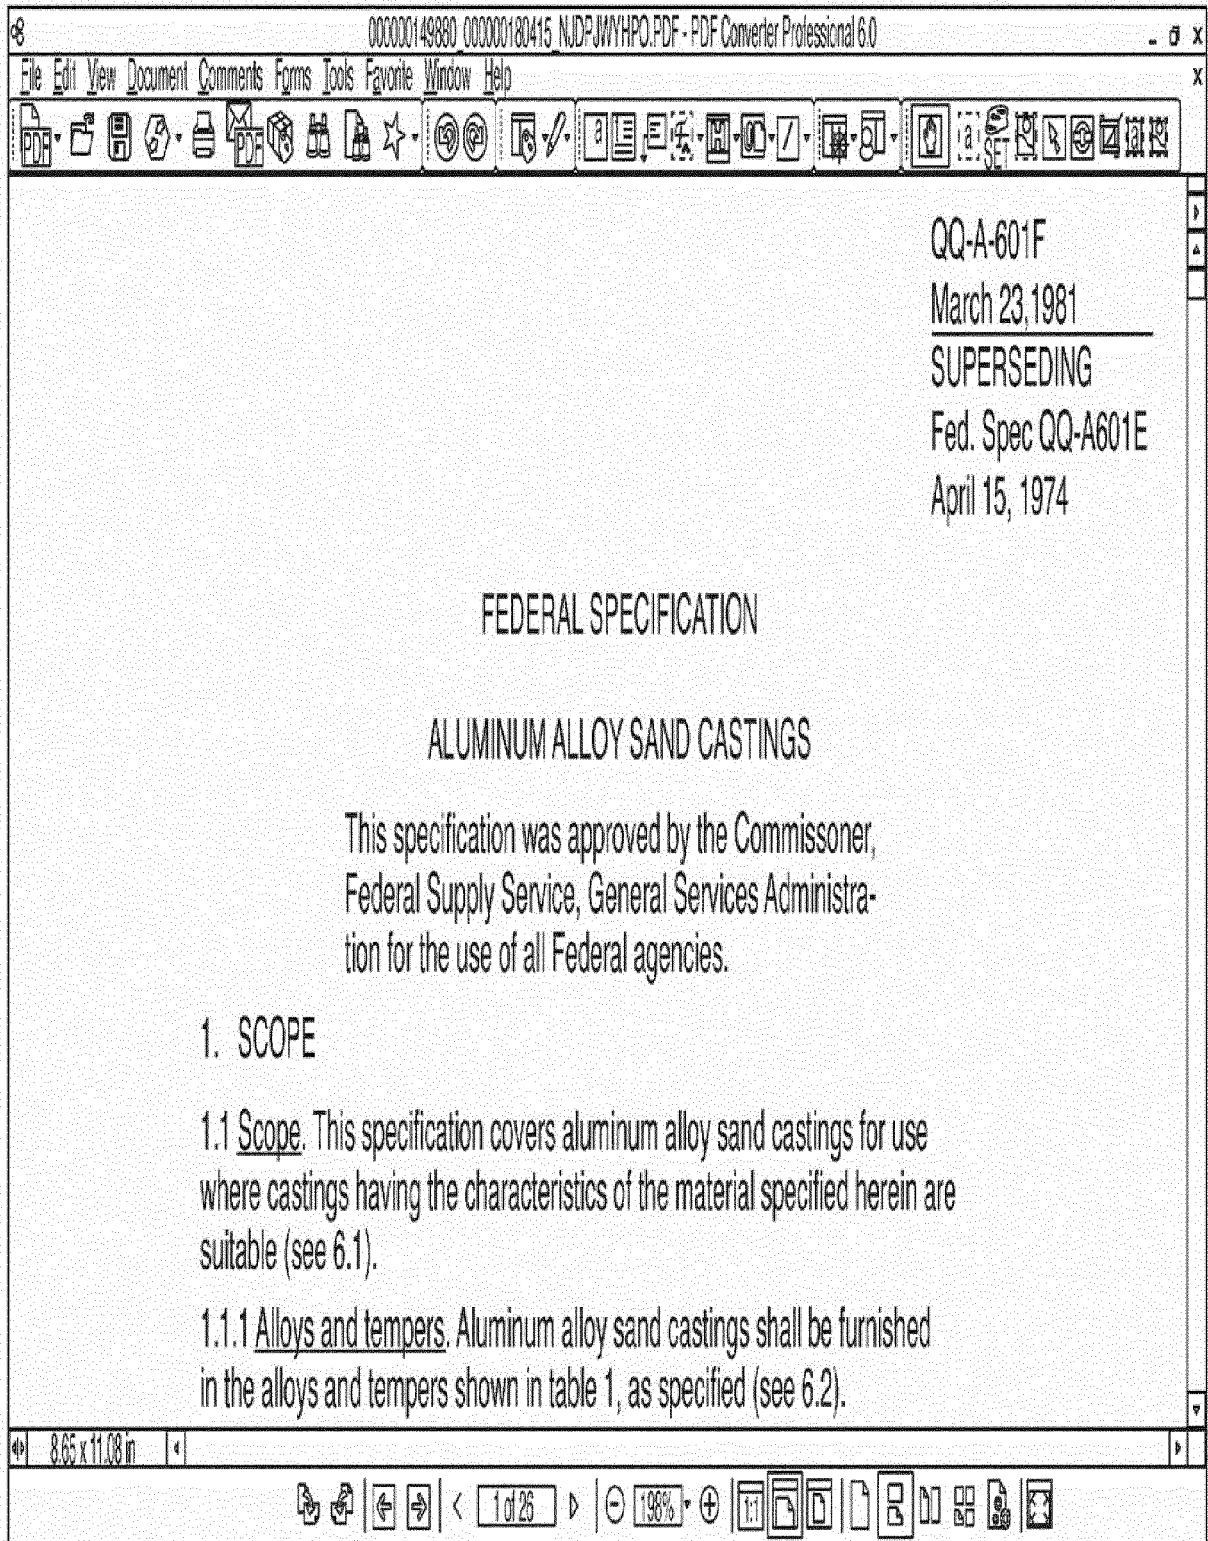 000000149880_000000180415_NJDPJWYHPO.PDF - PDF Converter Professional 6.0
File Edit View Document Comments Forms Tools Favorite Window Help
PDF PDF a H a SET a
QQ-A-601F
March 23,1981
SUPERSEDING
Fed. Spec QQ-A601E
April 15, 1974
FEDERAL SPECIFICATION
ALUMINUM ALLOY SAND CASTINGS
This specification was approved by the Commissoner,
Federal Supply Service, General Services Administra-
tion for the use of all Federal agencies.
1. SCOPE
1.1 Scope. This specification covers aluminum alloy sand castings for use
where castings having the characteristics of the material specified herein are
suitable (see 6.1).
1.1.1 Alloys and tempers. Aluminum alloy sand castings shall be furnished
in the alloys and tempers shown in table 1, as specified (see 6.2).
8.65 x 11.08 in
1 of 26 198% 1:1